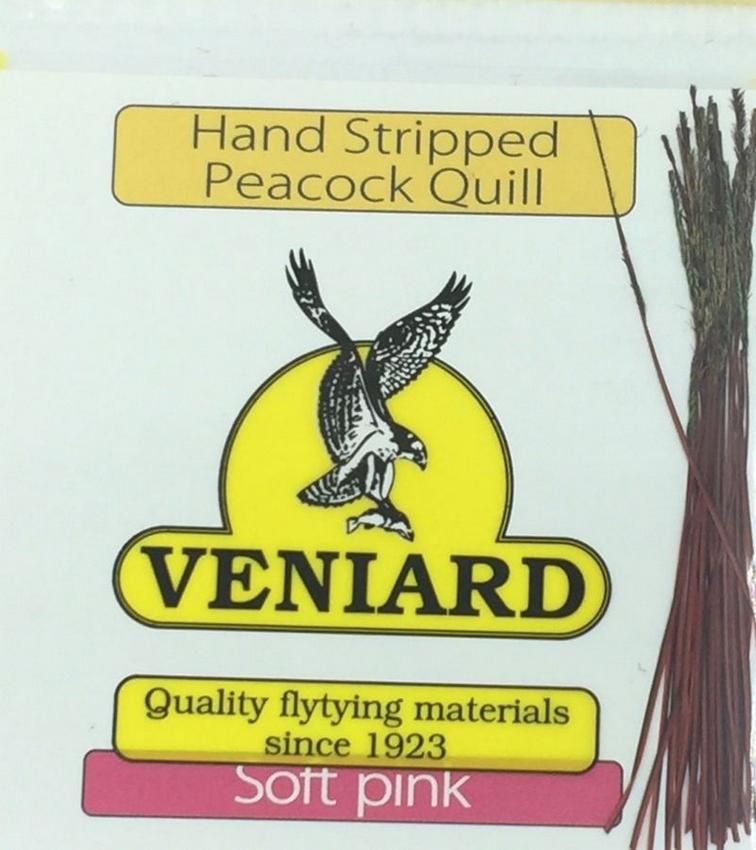 Hand Stripped
Peacock Quill
VENIARD
Quality flytying materials
since 1923
Soft pink